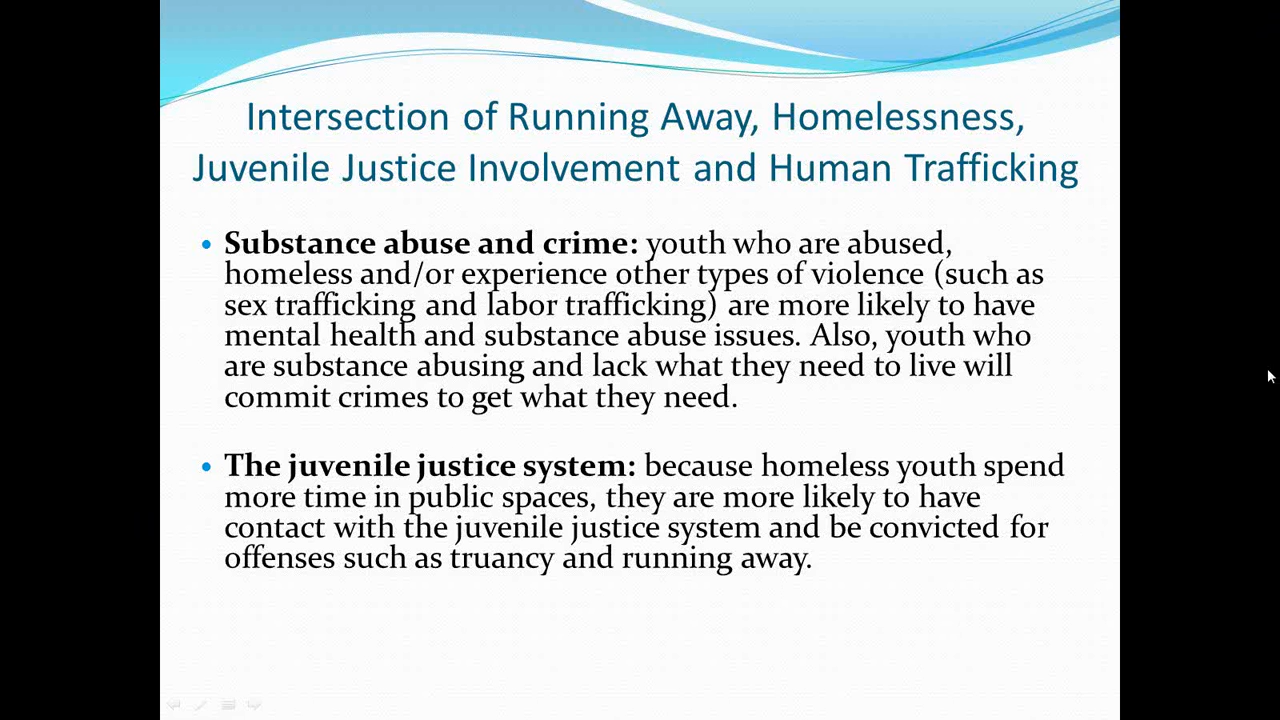 Intersection of Running Away, Homelessness,
Juvenile Justice Involvement and Human Trafficking
• Substance abuse and crime: youth who are abused,
homeless and/or experience other types of violence (such as
sex trafficking and labor trafficking) are more likely to have
mental health and substance abuse issues. Also, youth who
are substance abusing and lack what they need to live will
commit crimes to get what they need.
• The juvenile justice system: because homeless youth spend
more time in public spaces, they are more likely to have
contact with the juvenile justice system and be convicted for
offenses such as truancy and running away.